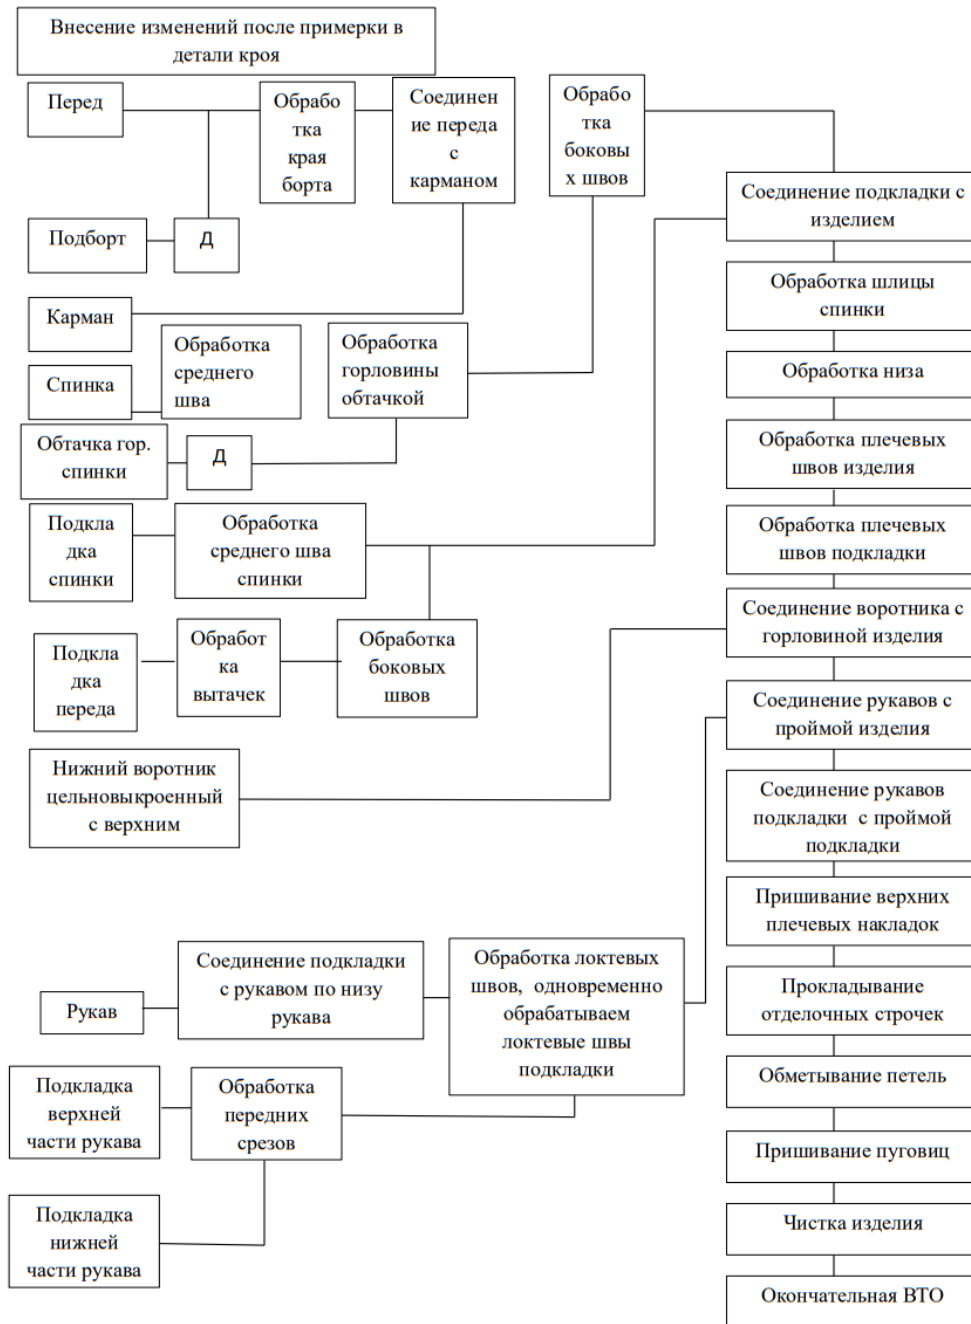 Внесение изменений после примерки в
детали кроя
Перед
Обрабо
тка
края
борта
Соединен
ие переда
с
карманом
Обрабо
тка
боковы
х швов
Подборт
Д
Карман
Спинка
Обработка
среднего
шва
Обработка
горловины
обтачкой
Обтачка гор.
спинки
Д
Подкла
дка
спинки
Обработка
среднего шва
спинки
Подкла
дка
переда
Обработ
ка
вытачек
Обработка
боковых
швов
Нижний воротник
цельновыкроенный
с верхним
Рукав
Соединение подкладки
с рукавом по низу
рукава
Обработка локтевых
швов, одновременно
обрабатываем
локтевые швы
подкладки
Подкладка
верхней
части рукава
Обработка
передних
срезов
Подкладка
нижней
части рукава
Соединение подкладки с
изделием
Обработка шлицы
спинки
Обработка низа
Обработка плечевых
швов изделия
Обработка плечевых
швов подкладки
Соединение воротника с
горловиной изделия
Соединение рукавов с
проймой изделия
Соединение рукавов
подкладки с проймой
подкладки
Пришивание верхних
плечевых накладок
Прокладывание
отделочных строчек
Обметывание петель
Пришивание пуговиц
Чистка изделия
Окончательная ВТО